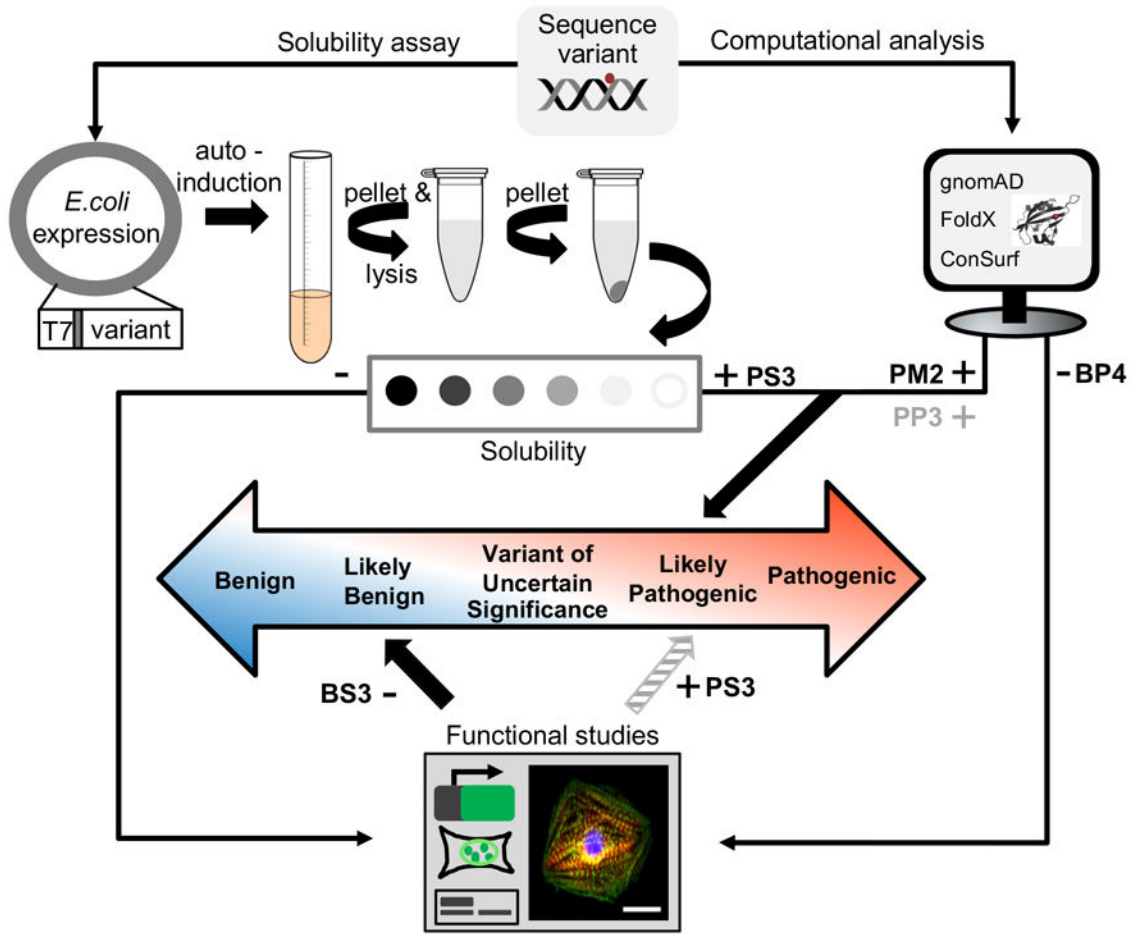 Solubility assay
Sequence
variant
Computational analysis
E.coli
expression
T7
variant
auto -
induction
pellet &
lysis
pellet
gnomAD
FoldX
ConSurf
-
+ PS3
PM2 +
PP3 +
- BP4
Solubility
Benign
Likely
Benign
Variant of
Uncertain
Significance
Likely
Pathogenic
Pathogenic
BS3 -
+ PS3
Functional studies